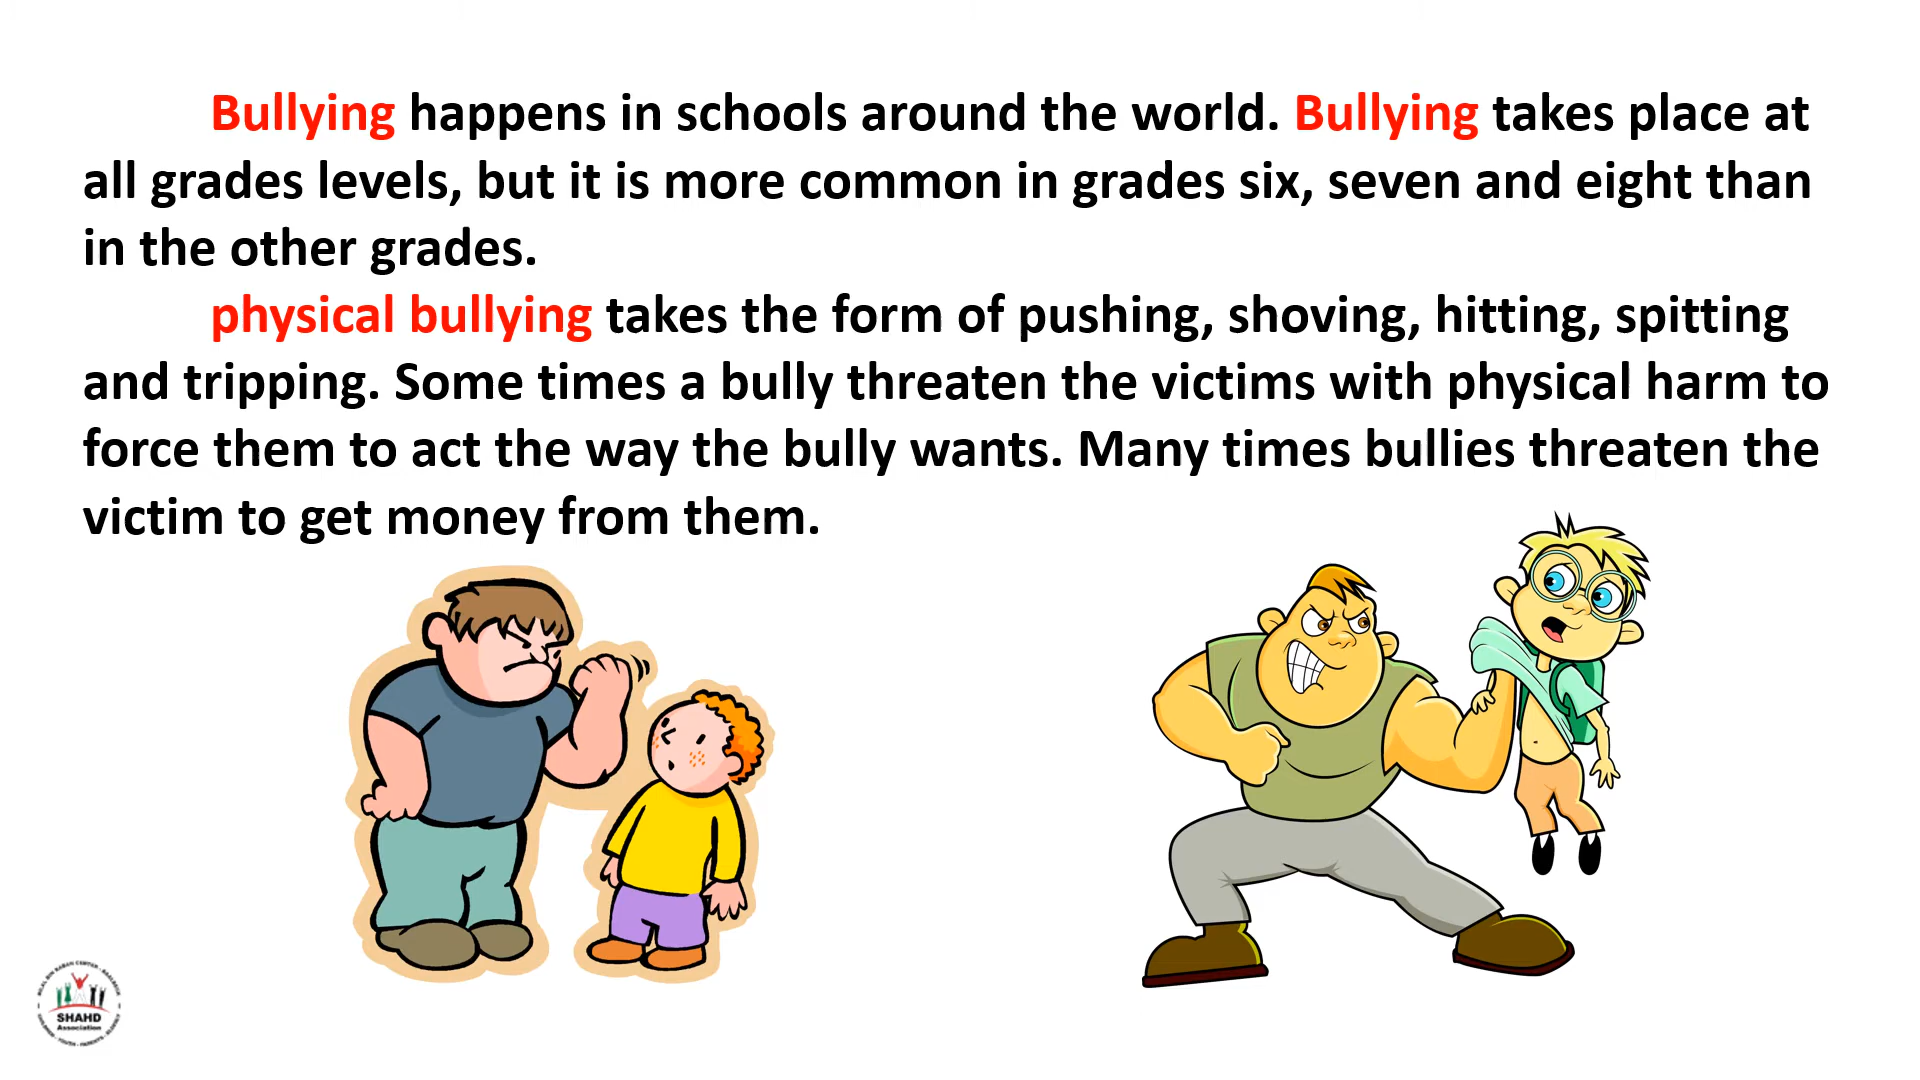 Bullying happens in schools around the world. Bullying takes place at
all grades levels, but it is more common in grades six, seven and eight than
in the other grades.
physical bullying takes the form of pushing, shoving, hitting, spitting
and tripping. Some times a bully threaten the victims with physical harm to
force them to act the way the bully wants. Many times bullies threaten the
victim to get money from them.
SHAHD
Association